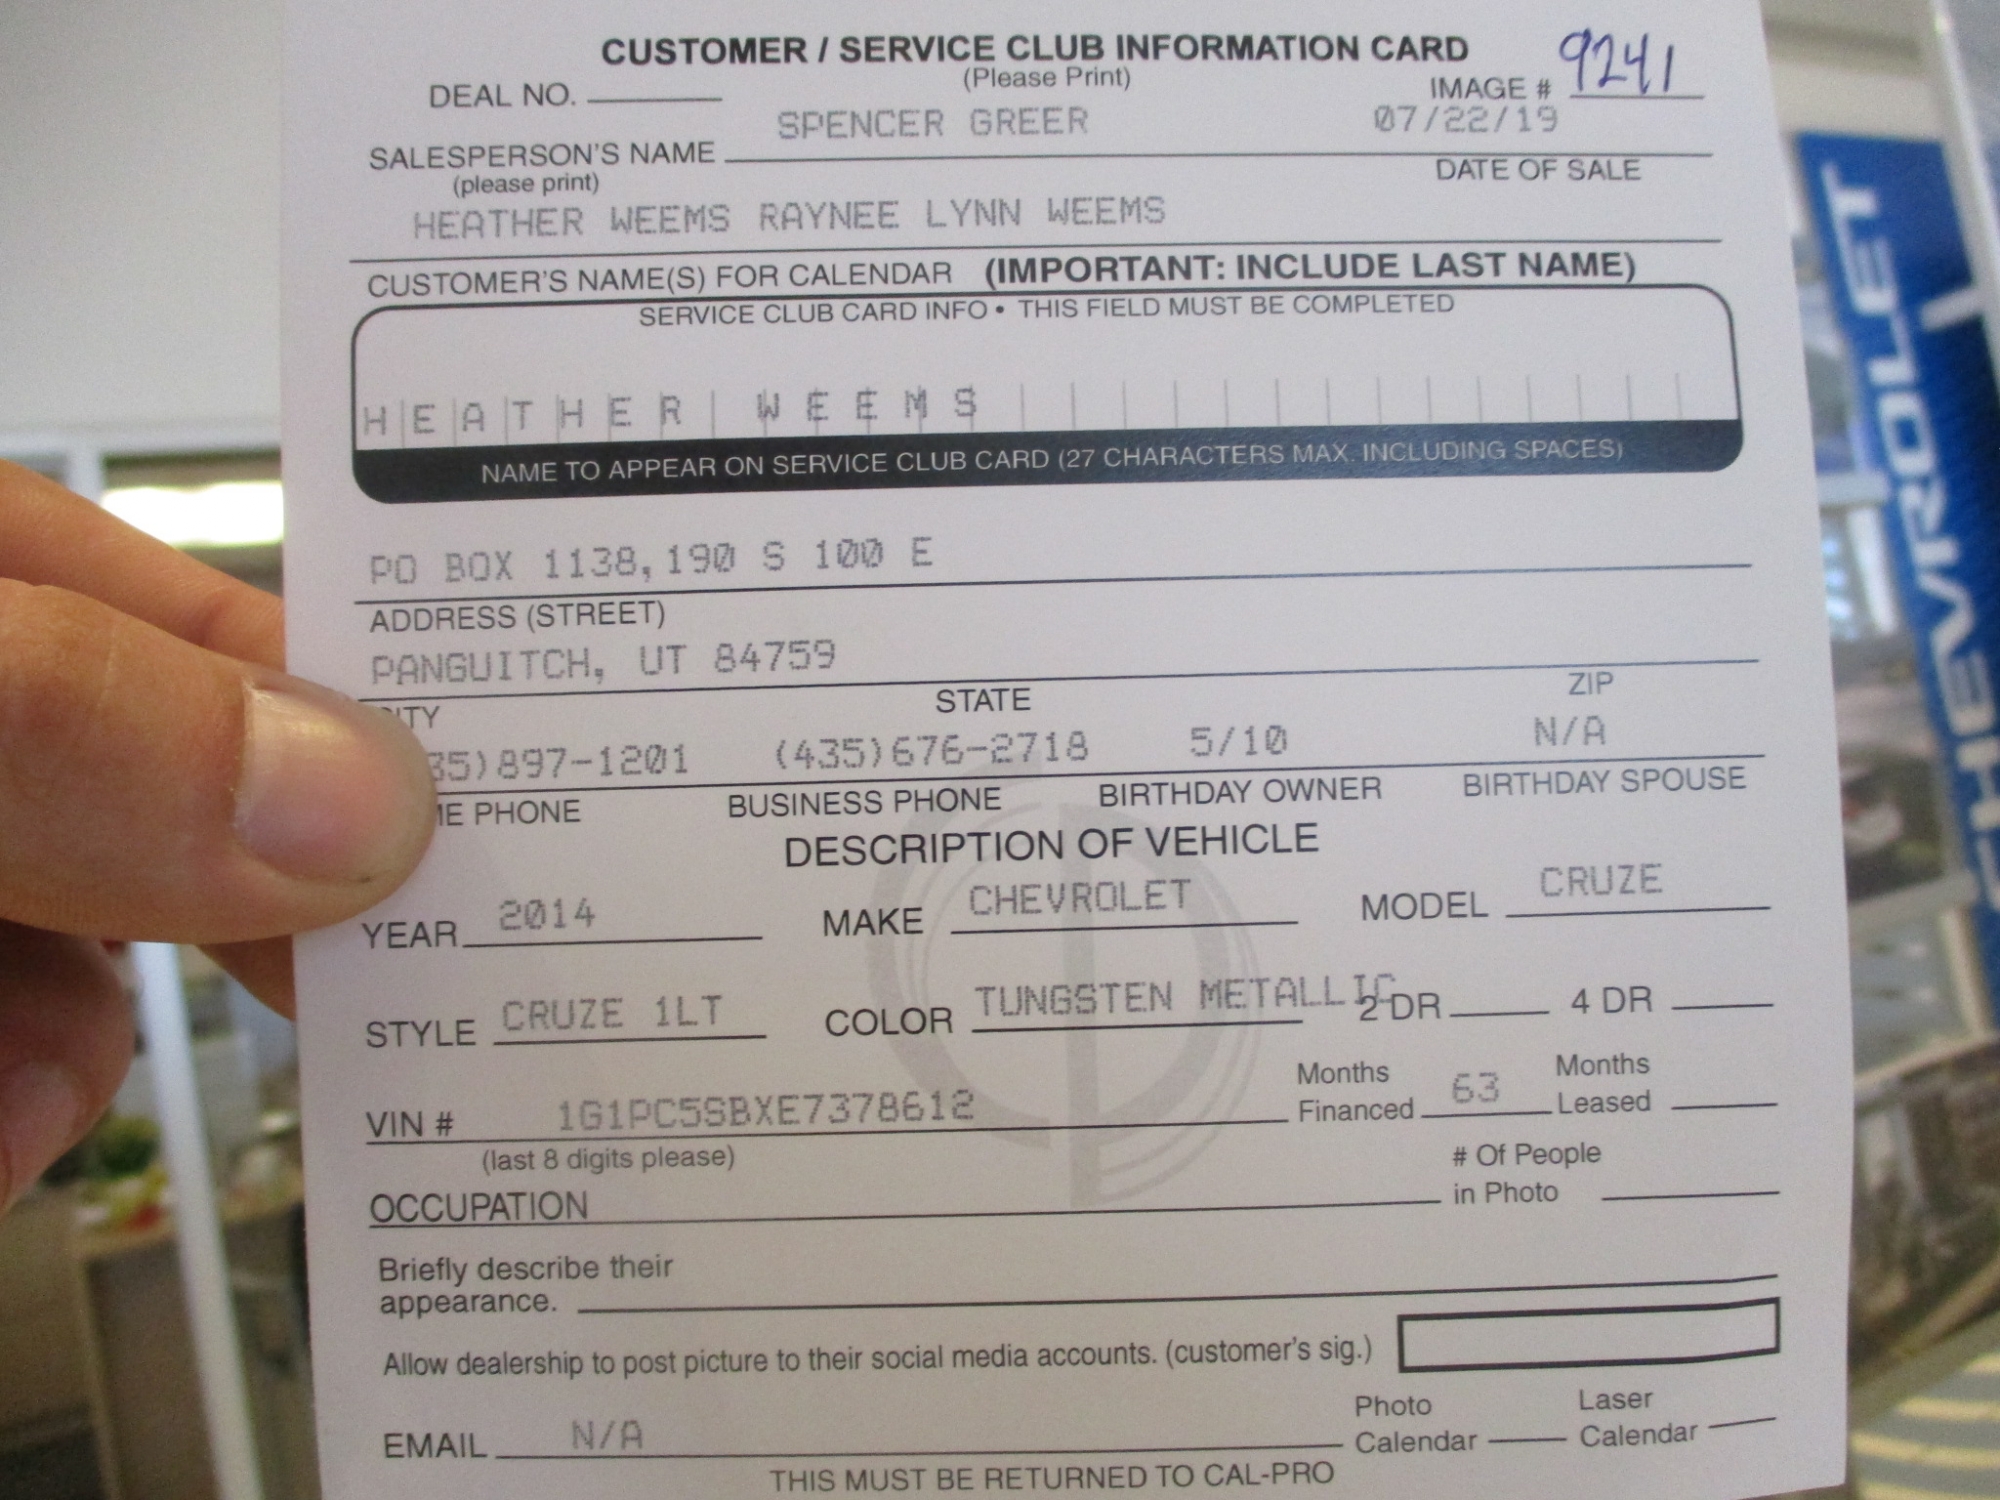 CUSTOMER / SERVICE CLUB INFORMATION CARD
(Please Print)
DEAL NO. IMAGE # 9241
SPENCER GREER 07/22/19
SALESPERSON'S NAME
(please print) DATE OF SALE
HEATHER WEEMS RAYNEE LYNN WEEMS
CUSTOMER'S NAME(S) FOR CALENDAR (IMPORTANT: INCLUDE LAST NAME)
SERVICE CLUB CARD INFO • THIS FIELD MUST BE COMPLETED
HEATHER WEEMS
NAME TO APPEAR ON SERVICE CLUB CARD (27 CHARACTERS MAX. INCLUDING SPACES)
PO BOX 1138, 190 S 100 E
ADDRESS (STREET)
PANGUITCH, UT 84759
ITY STATE ZIP
35)897-1201 (435)676-2718 5/10 N/A
ME PHONE BUSINESS PHONE BIRTHDAY OWNER BIRTHDAY SPOUSE
DESCRIPTION OF VEHICLE
YEAR 2014 MAKE CHEVROLET MODEL CRUZE
STYLE CRUZE 1LT COLOR TUNGSTEN METALLIC 2 DR 4 DR
VIN # 1G1PC5SBXE7378612 Months Financed 63 Months Leased
(last 8 digits please)
OCCUPATION # Of People in Photo
Briefly describe their
appearance.
Allow dealership to post picture to their social media accounts. (customer's sig.)
EMAIL N/A Photo Calendar Laser Calendar
THIS MUST BE RETURNED TO CAL-PRO
CHEVROLET